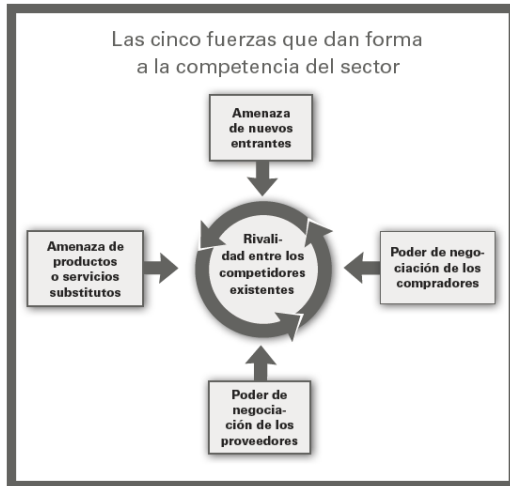 Las cinco fuerzas que dan forma
a la competencia del sector
Amenaza
de nuevos
entrantes
Amenaza de
productos
o servicios
substitutos
Rivali-
dad entre los
competidores
existentes
Poder de nego-
ciación de los
compradores
Poder de
negocia-
ción de los
proveedores